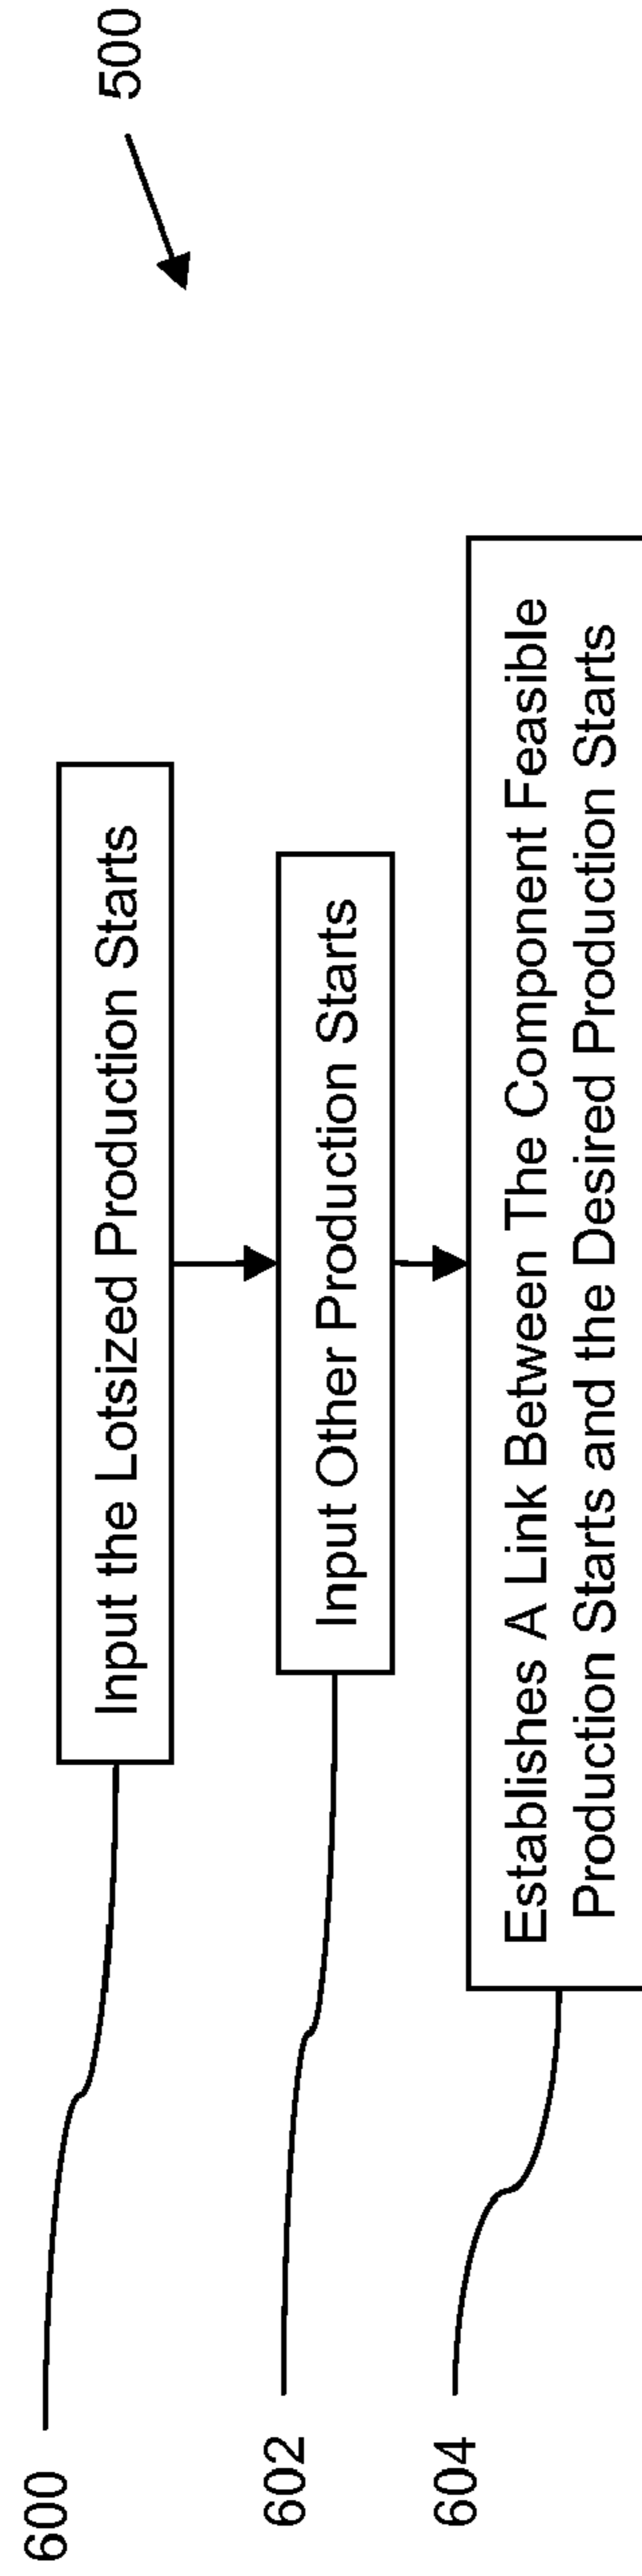 500
600
Input the Lotsized Production Starts
602
Input Other Production Starts
604
Establishes A Link Between The Component Feasible
Production Starts and the Desired Production Starts